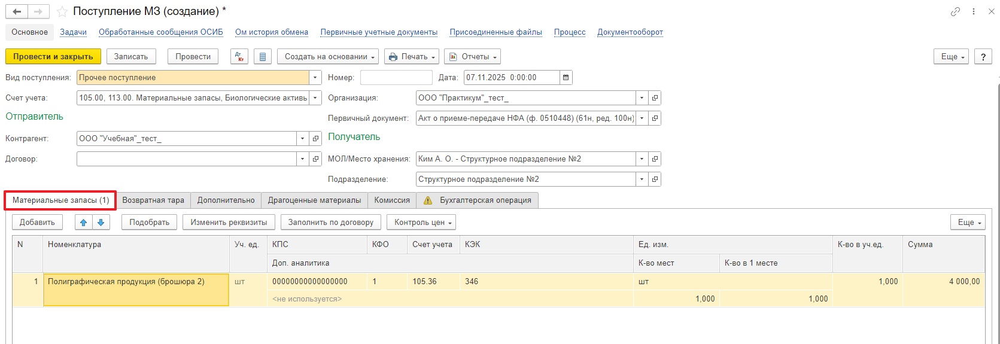 Поступление МЗ (создание) *
Основное Задачи Обработанные сообщения ОСИБ Ом история обмена Первичные учетные документы Присоединенные файлы Процесс Документооборот
Провести и закрыть Записать Провести Дт Кт Создать на основании Печать Отчеты Еще ?
Вид поступления: Прочее поступление Номер: Дата: 07.11.2025 0:00:00
Счет учета: 105.00, 113.00. Материальные запасы, Биологические активы Организация: ООО "Практикум"_тест_
Отправитель Первичный документ: Акт о приеме-передаче НФА (ф. 0510448) (61н, ред. 100н)
Контрагент: ООО "Учебная"_тест_ Получатель
Договор: МОЛ/Место хранения: Ким А. О. - Структурное подразделение №2
Подразделение: Структурное подразделение №2
Материальные запасы (1) Возвратная тара Дополнительно Драгоценные материалы Комиссия Бухгалтерская операция
Добавить Подобрать Изменить реквизиты Заполнить по договору Контроль цен Еще
N Номенклатура Уч. ед. КПС КФО Счет учета КЭК Ед. изм. К-во в уч.ед. Сумма
Доп. аналитика К-во мест К-во в 1 месте
1 Полиграфическая продукция (брошюра 2) шт 00000000000000000 1 105.36 346 шт 1,000 4 000,00
<не используется> 1,000 1,000